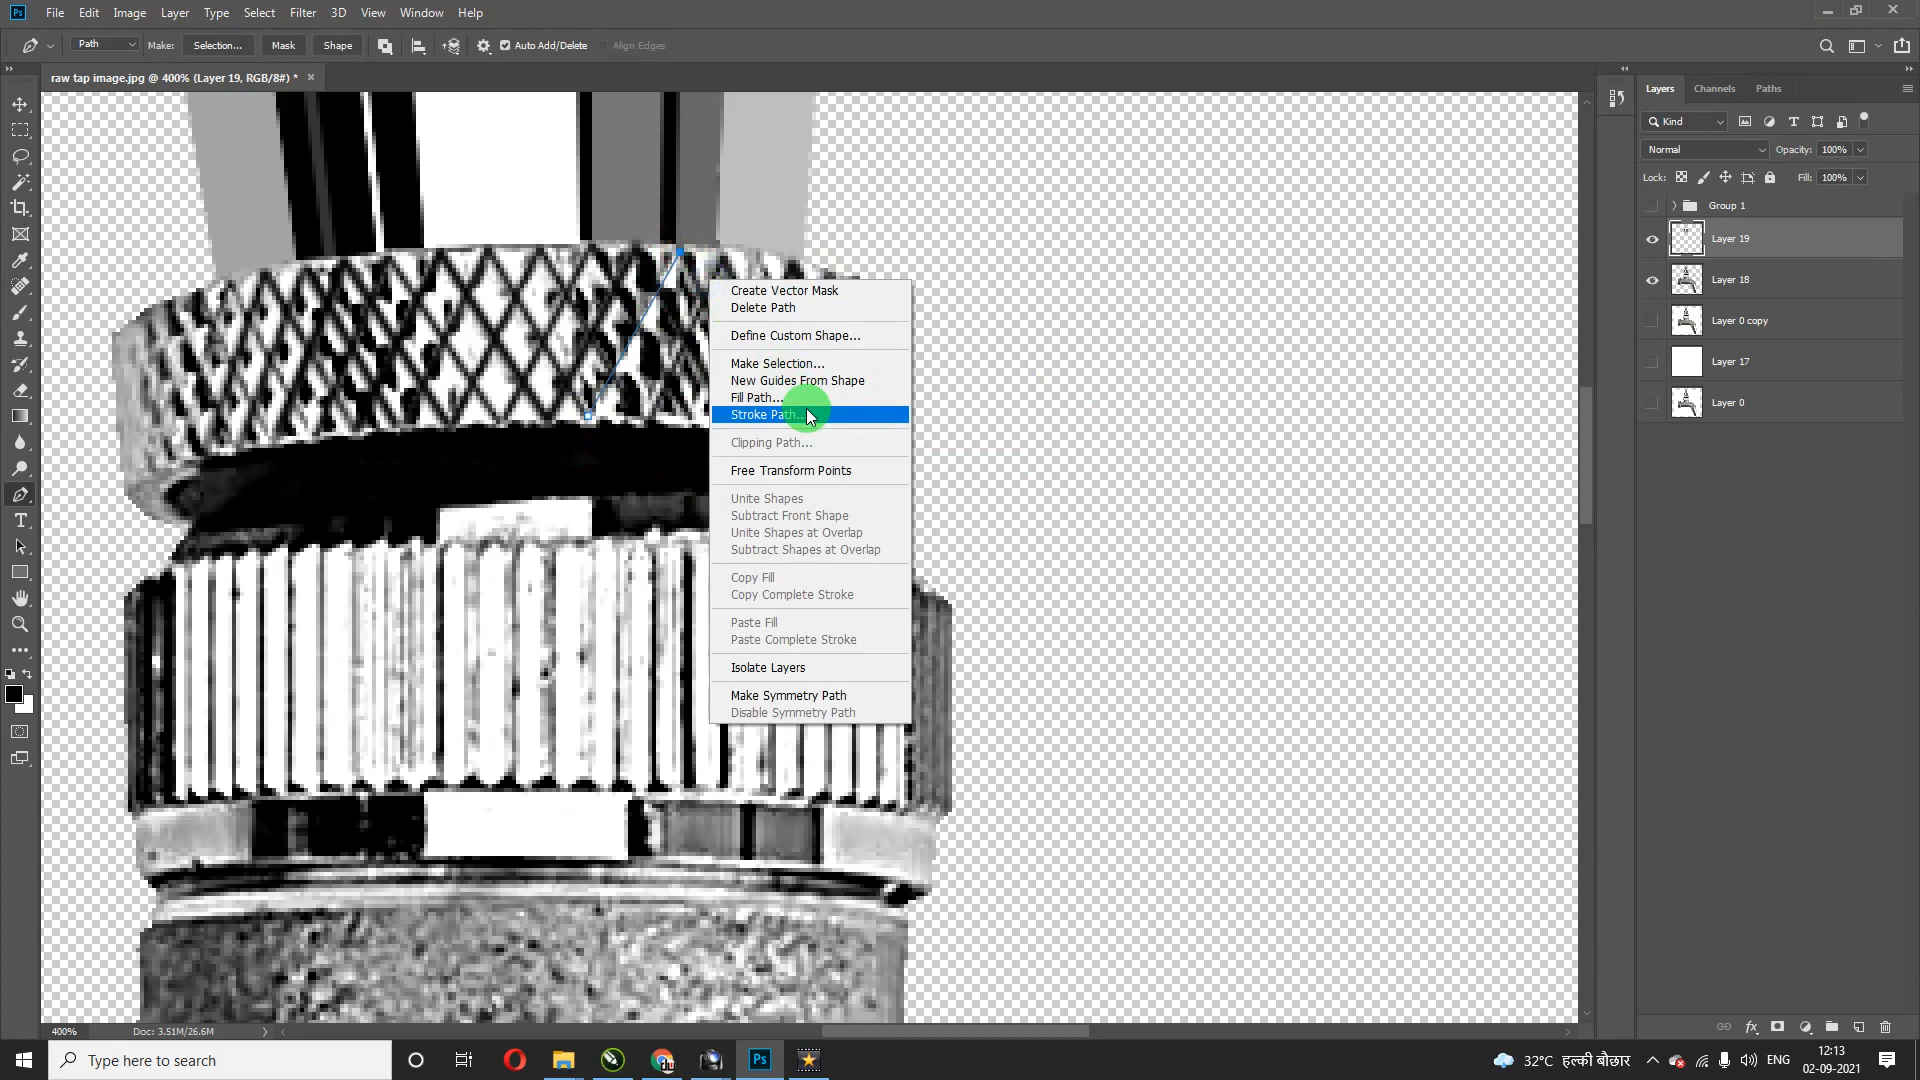 Ps File Edit Image Layer Type Select Filter 3D View Window Help
Path Make: Selection... Mask Shape Auto Add/Delete Align Edges
raw tap image.jpg @ 400% (Layer 19, RGB/8#) *
Layers Channels Paths
Kind
Normal Opacity: 100%
Lock: Fill: 100%
Group 1
Layer 19
Layer 18
Layer 0 copy
Layer 17
Layer 0
Create Vector Mask
Delete Path
Define Custom Shape...
Make Selection...
New Guides From Shape
Fill Path...
Stroke Path...
Clipping Path...
Free Transform Points
Unite Shapes
Subtract Front Shape
Unite Shapes at Overlap
Subtract Shapes at Overlap
Copy Fill
Copy Complete Stroke
Paste Fill
Paste Complete Stroke
Isolate Layers
Make Symmetry Path
Disable Symmetry Path
400% Doc: 3.51M/26.6M
Type here to search
Ps
32°C हल्की बौछार
ENG
12:13
02-09-2021